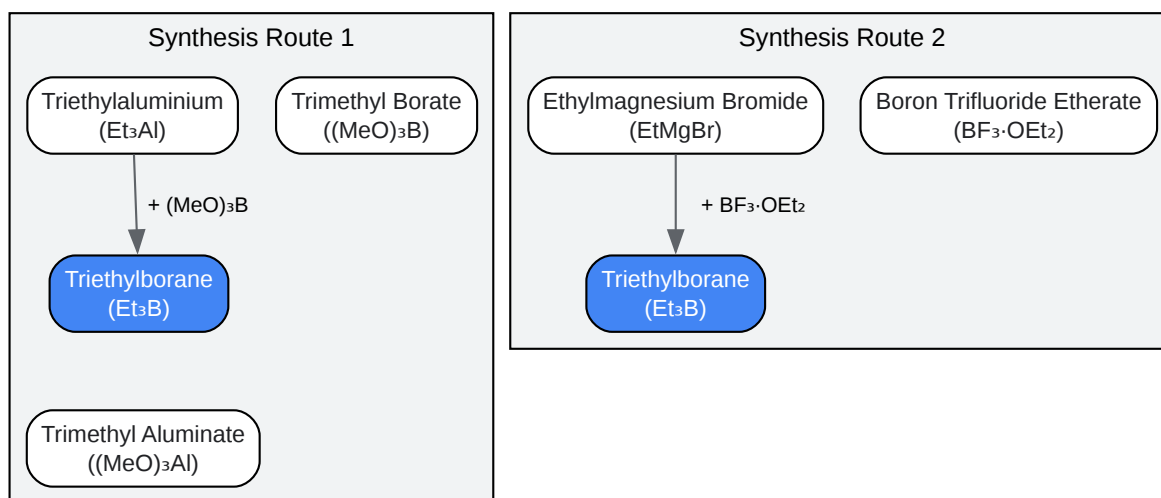 Synthesis Route 1
Triethylaluminium
(Et₃Al)
Trimethyl Borate
((MeO)₃B)
+ (MeO)₃B
Triethylborane
(Et₃B)
Trimethyl Aluminate
((MeO)₃Al)
Synthesis Route 2
Ethylmagnesium Bromide
(EtMgBr)
Boron Trifluoride Etherate
(BF₃·OEt₂)
+ BF₃·OEt₂
Triethylborane
(Et₃B)